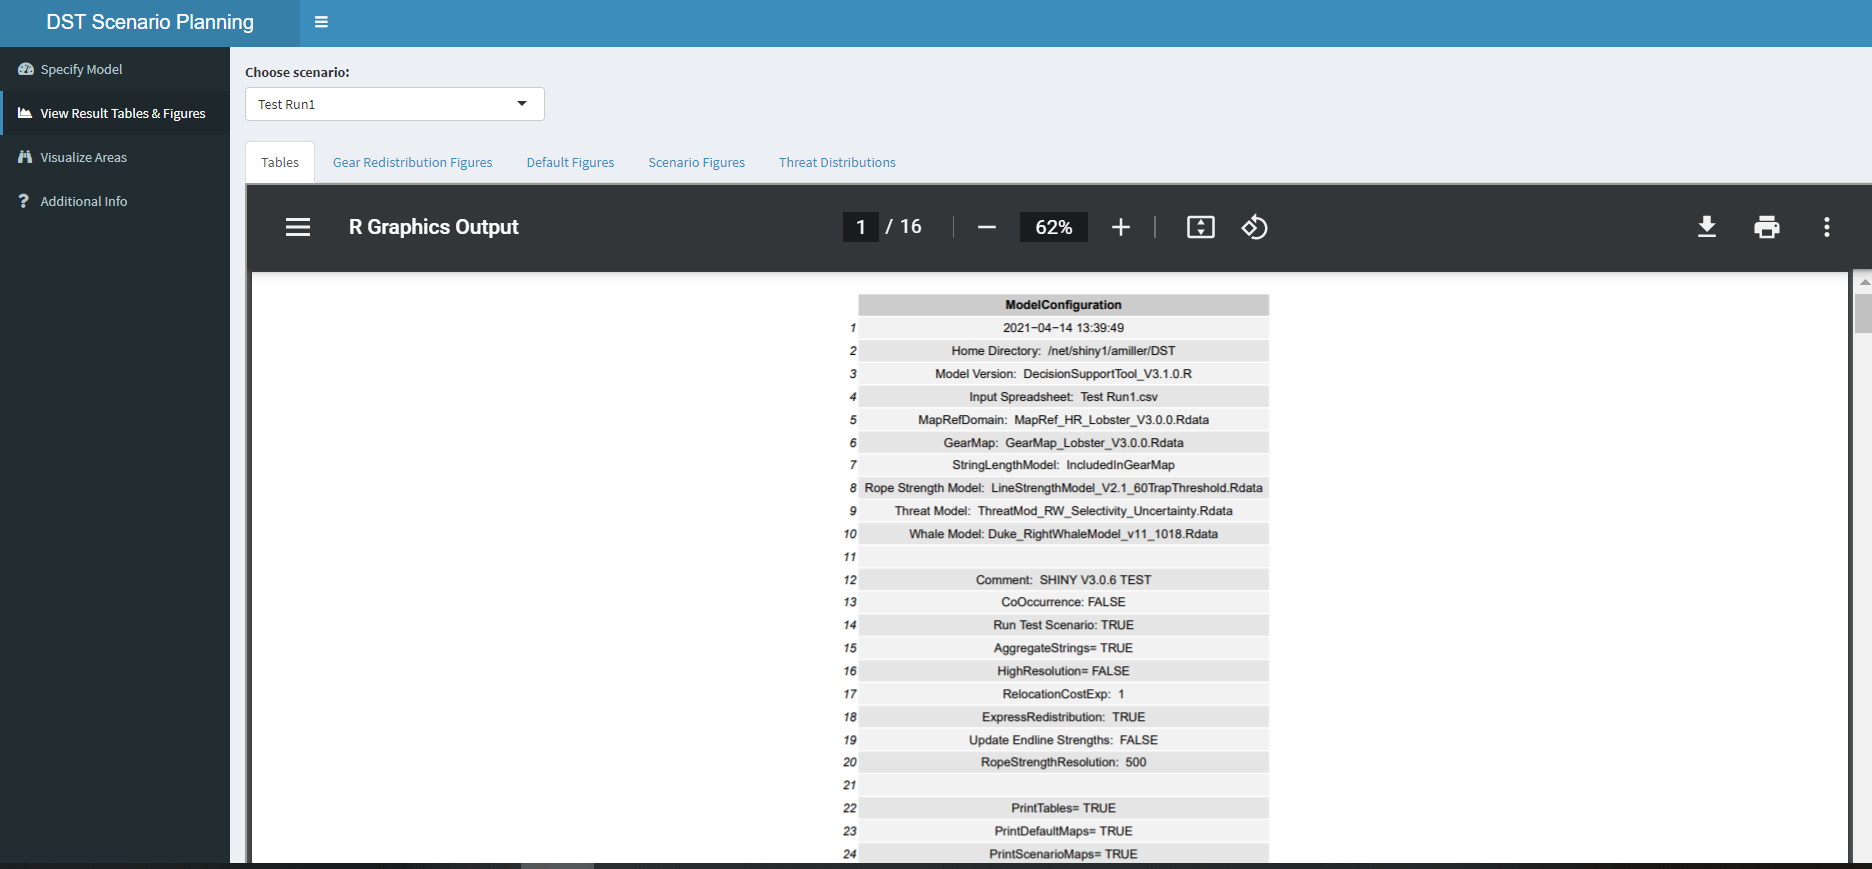 DST Scenario Planning
Specify Model
View Result Tables & Figures
Visualize Areas
? Additional Info
Choose scenario:
Test Run1
Tables Gear Redistribution Figures Default Figures Scenario Figures Threat Distributions
R Graphics Output 1 / 16 62%
ModelConfiguration
1 2021−04−14 13:39:49
2 Home Directory: /net/shiny1/amiller/DST
3 Model Version: DecisionSupportTool_V3.1.0.R
4 Input Spreadsheet: Test Run1.csv
5 MapRefDomain: MapRef_HR_Lobster_V3.0.0.Rdata
6 GearMap: GearMap_Lobster_V3.0.0.Rdata
7 StringLengthModel: IncludedInGearMap
8 Rope Strength Model: LineStrengthModel_V2.1_60TrapThreshold.Rdata
9 Threat Model: ThreatMod_RW_Selectivity_Uncertainty.Rdata
10 Whale Model: Duke_RightWhaleModel_v11_1018.Rdata
11
12 Comment: SHINY V3.0.6 TEST
13 CoOccurrence: FALSE
14 Run Test Scenario: TRUE
15 AggregateStrings= TRUE
16 HighResolution= FALSE
17 RelocationCostExp: 1
18 ExpressRedistribution: TRUE
19 Update Endline Strengths: FALSE
20 RopeStrengthResolution: 500
21
22 PrintTables= TRUE
23 PrintDefaultMaps= TRUE
24 PrintScenarioMaps= TRUE